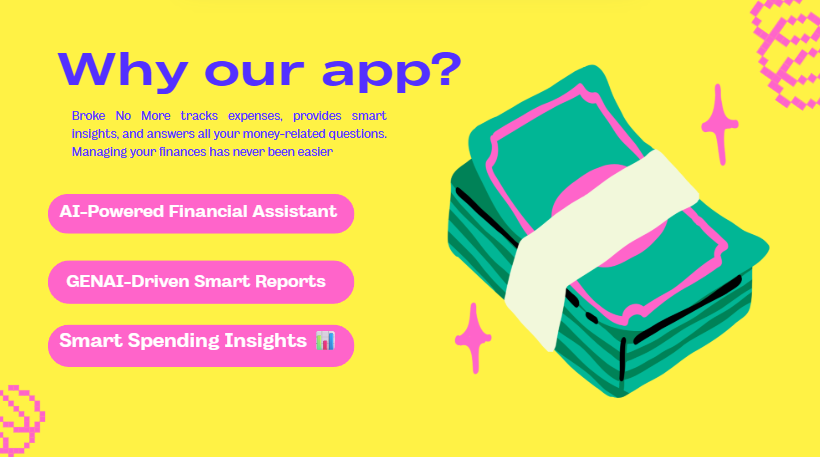 Why our app?
Broke No More tracks expenses, provides smart
insights, and answers all your money-related questions.
Managing your finances has never been easier
AI-Powered Financial Assistant
GENAI-Driven Smart Reports
Smart Spending Insights 📊